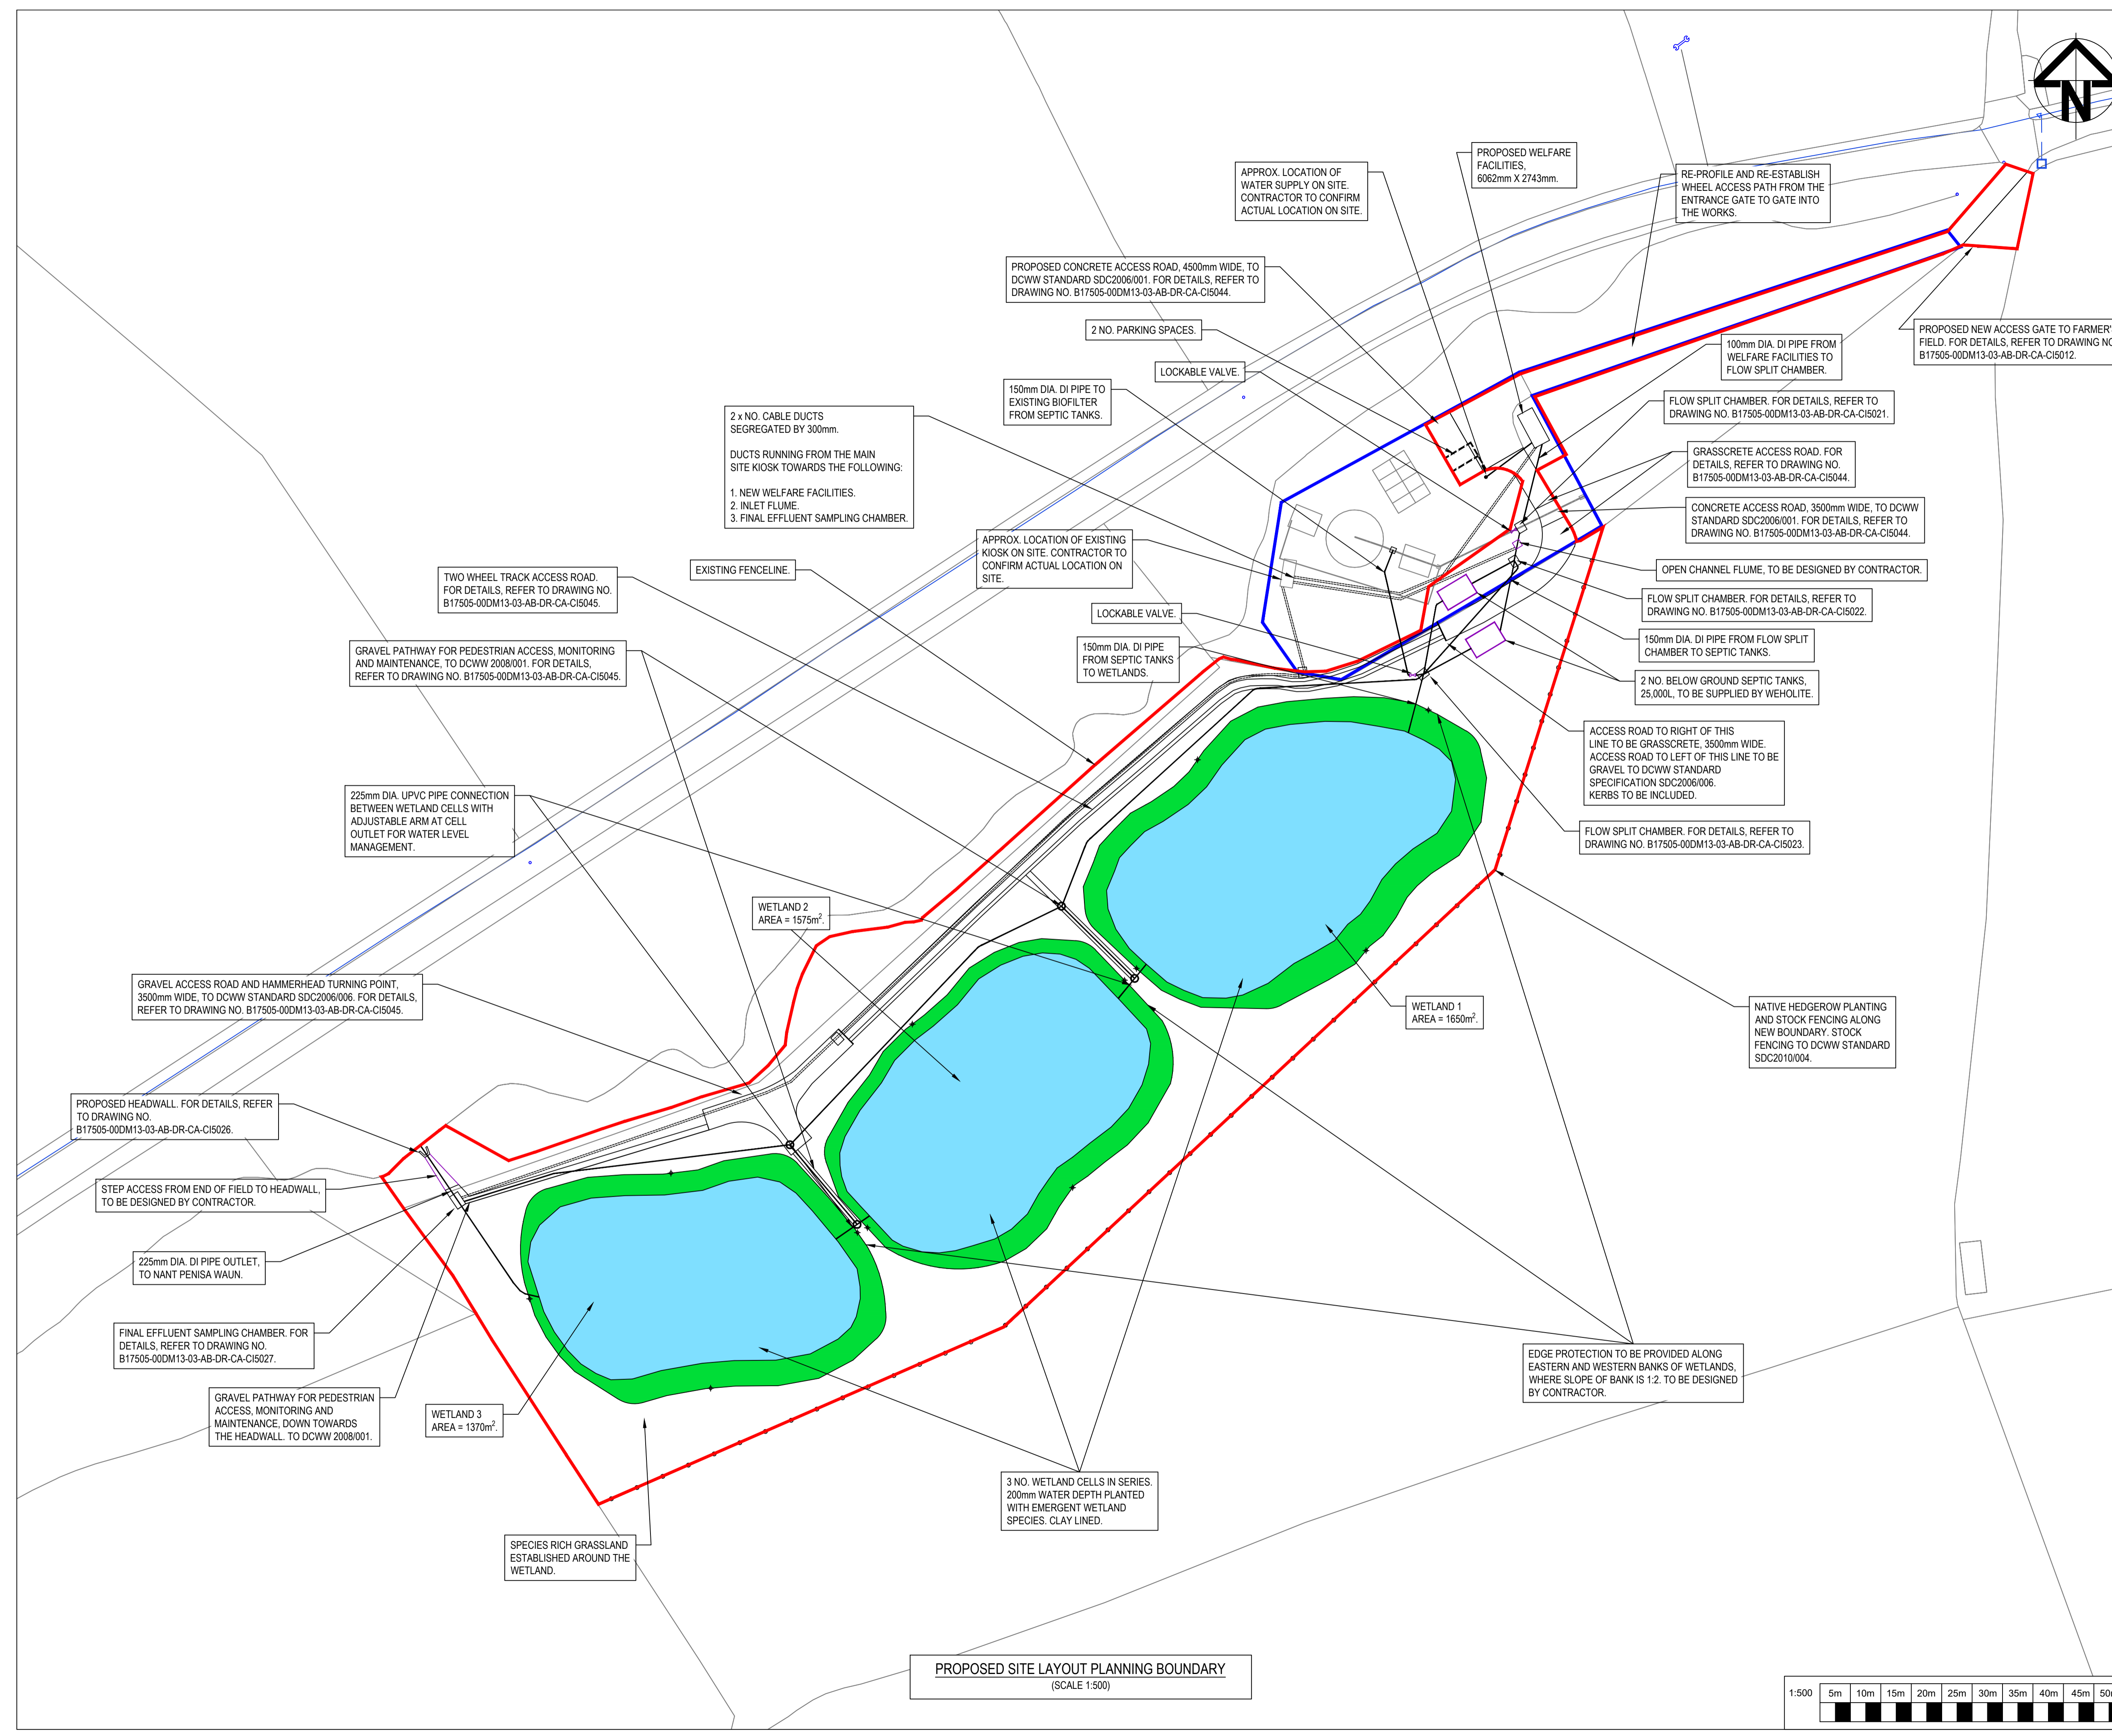 N
PROPOSED WELFARE
FACILITIES,
6062mm X 2743mm.
APPROX. LOCATION OF
WATER SUPPLY ON SITE.
CONTRACTOR TO CONFIRM
ACTUAL LOCATION ON SITE.
RE-PROFILE AND RE-ESTABLISH
WHEEL ACCESS PATH FROM THE
ENTRANCE GATE TO GATE INTO
THE WORKS.
PROPOSED CONCRETE ACCESS ROAD, 4500mm WIDE, TO
DCWW STANDARD SDC2006/001. FOR DETAILS, REFER TO
DRAWING NO. B17505-00DM13-03-AB-DR-CA-CI5044.
2 NO. PARKING SPACES.
PROPOSED NEW ACCESS GATE TO FARMER'
FIELD. FOR DETAILS, REFER TO DRAWING NO
B17505-00DM13-03-AB-DR-CA-CI5012.
100mm DIA. DI PIPE FROM
WELFARE FACILITIES TO
FLOW SPLIT CHAMBER.
LOCKABLE VALVE.
150mm DIA. DI PIPE TO
EXISTING BIOFILTER
FROM SEPTIC TANKS.
FLOW SPLIT CHAMBER. FOR DETAILS, REFER TO
DRAWING NO. B17505-00DM13-03-AB-DR-CA-CI5021.
2 x NO. CABLE DUCTS
SEGREGATED BY 300mm.
DUCTS RUNNING FROM THE MAIN
SITE KIOSK TOWARDS THE FOLLOWING:
1. NEW WELFARE FACILITIES.
2. INLET FLUME.
3. FINAL EFFLUENT SAMPLING CHAMBER.
GRASSCRETE ACCESS ROAD. FOR
DETAILS, REFER TO DRAWING NO.
B17505-00DM13-03-AB-DR-CA-CI5044.
CONCRETE ACCESS ROAD, 3500mm WIDE, TO DCWW
STANDARD SDC2006/001. FOR DETAILS, REFER TO
DRAWING NO. B17505-00DM13-03-AB-DR-CA-CI5044.
APPROX. LOCATION OF EXISTING
KIOSK ON SITE. CONTRACTOR TO
CONFIRM ACTUAL LOCATION ON
SITE.
EXISTING FENCELINE.
OPEN CHANNEL FLUME, TO BE DESIGNED BY CONTRACTOR.
TWO WHEEL TRACK ACCESS ROAD.
FOR DETAILS, REFER TO DRAWING NO.
B17505-00DM13-03-AB-DR-CA-CI5045.
FLOW SPLIT CHAMBER. FOR DETAILS, REFER TO
DRAWING NO. B17505-00DM13-03-AB-DR-CA-CI5022.
LOCKABLE VALVE.
150mm DIA. DI PIPE FROM FLOW SPLIT
CHAMBER TO SEPTIC TANKS.
GRAVEL PATHWAY FOR PEDESTRIAN ACCESS, MONITORING
AND MAINTENANCE, TO DCWW 2008/001. FOR DETAILS,
REFER TO DRAWING NO. B17505-00DM13-03-AB-DR-CA-CI5045.
150mm DIA. DI PIPE
FROM SEPTIC TANKS
TO WETLANDS.
2 NO. BELOW GROUND SEPTIC TANKS,
25,000L, TO BE SUPPLIED BY WEHOLITE.
ACCESS ROAD TO RIGHT OF THIS
LINE TO BE GRASSCRETE, 3500mm WIDE.
ACCESS ROAD TO LEFT OF THIS LINE TO BE
GRAVEL TO DCWW STANDARD
SPECIFICATION SDC2006/006.
KERBS TO BE INCLUDED.
225mm DIA. UPVC PIPE CONNECTION
BETWEEN WETLAND CELLS WITH
ADJUSTABLE ARM AT CELL
OUTLET FOR WATER LEVEL
MANAGEMENT.
FLOW SPLIT CHAMBER. FOR DETAILS, REFER TO
DRAWING NO. B17505-00DM13-03-AB-DR-CA-CI5023.
WETLAND 2
AREA = 1575m².
GRAVEL ACCESS ROAD AND HAMMERHEAD TURNING POINT,
3500mm WIDE, TO DCWW STANDARD SDC2006/006. FOR DETAILS,
REFER TO DRAWING NO. B17505-00DM13-03-AB-DR-CA-CI5045.
WETLAND 1
AREA = 1650m².
NATIVE HEDGEROW PLANTING
AND STOCK FENCING ALONG
NEW BOUNDARY. STOCK
FENCING TO DCWW STANDARD
SDC2010/004.
PROPOSED HEADWALL. FOR DETAILS, REFER
TO DRAWING NO.
B17505-00DM13-03-AB-DR-CA-CI5026.
STEP ACCESS FROM END OF FIELD TO HEADWALL,
TO BE DESIGNED BY CONTRACTOR.
225mm DIA. DI PIPE OUTLET,
TO NANT PENISA WAUN.
FINAL EFFLUENT SAMPLING CHAMBER. FOR
DETAILS, REFER TO DRAWING NO.
B17505-00DM13-03-AB-DR-CA-CI5027.
EDGE PROTECTION TO BE PROVIDED ALONG
EASTERN AND WESTERN BANKS OF WETLANDS,
WHERE SLOPE OF BANK IS 1:2. TO BE DESIGNED
BY CONTRACTOR.
GRAVEL PATHWAY FOR PEDESTRIAN
ACCESS, MONITORING AND
MAINTENANCE, DOWN TOWARDS
THE HEADWALL. TO DCWW 2008/001.
WETLAND 3
AREA = 1370m².
3 NO. WETLAND CELLS IN SERIES.
200mm WATER DEPTH PLANTED
WITH EMERGENT WETLAND
SPECIES. CLAY LINED.
SPECIES RICH GRASSLAND
ESTABLISHED AROUND THE
WETLAND.
PROPOSED SITE LAYOUT PLANNING BOUNDARY
(SCALE 1:500)
1:500 5m 10m 15m 20m 25m 30m 35m 40m 45m 50